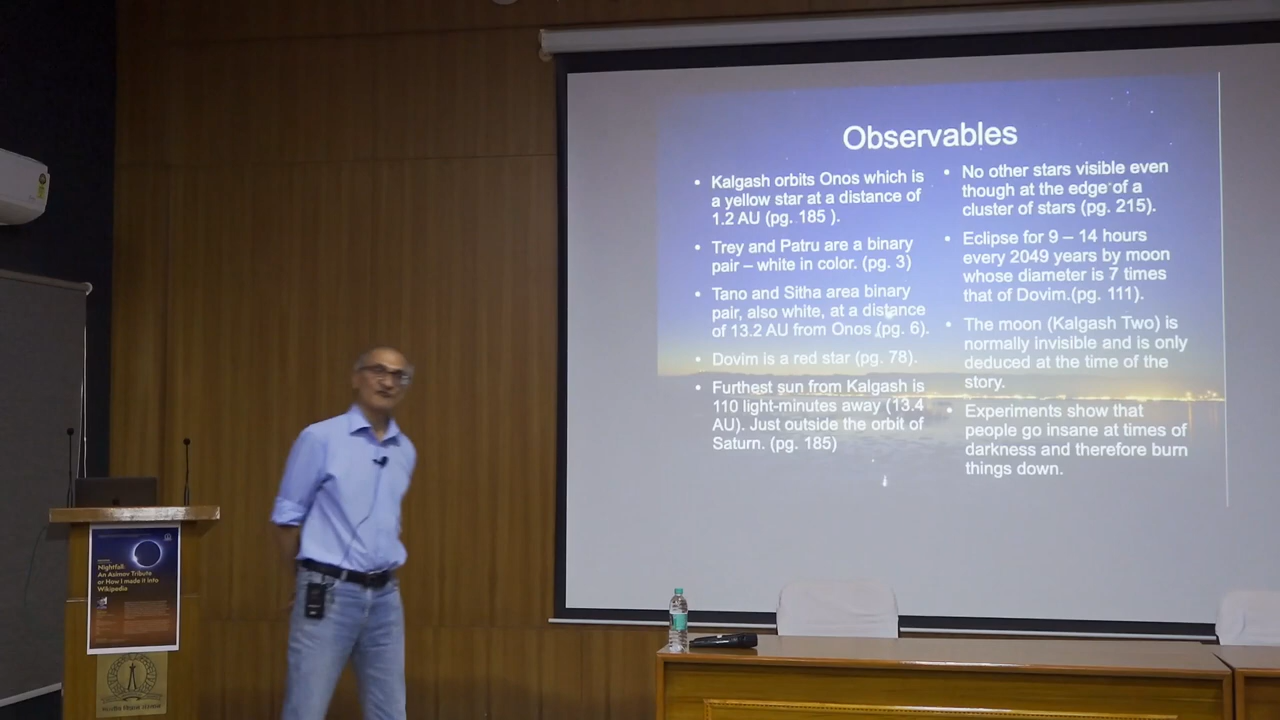 Observables
• Kalgash orbits Onos which is
a yellow star at a distance of
1.2 AU (pg. 185 ).
• Trey and Patru are a binary
pair – white in color. (pg. 3)
• Tano and Sitha area binary
pair, also white, at a distance
of 13.2 AU from Onos (pg. 6).
• Dovim is a red star (pg. 78).
• Furthest sun from Kalgash is
110 light-minutes away (13.4
AU). Just outside the orbit of
Saturn. (pg. 185)
• No other stars visible even
though at the edge of a
cluster of stars (pg. 215).
• Eclipse for 9 – 14 hours
every 2049 years by moon
whose diameter is 7 times
that of Dovim.(pg. 111).
• The moon (Kalgash Two) is
normally invisible and is only
deduced at the time of the
story.
• Experiments show that
people go insane at times of
darkness and therefore burn
things down.
Nightfall:
An Asimov Tribute
or How I made it into
Wikipedia